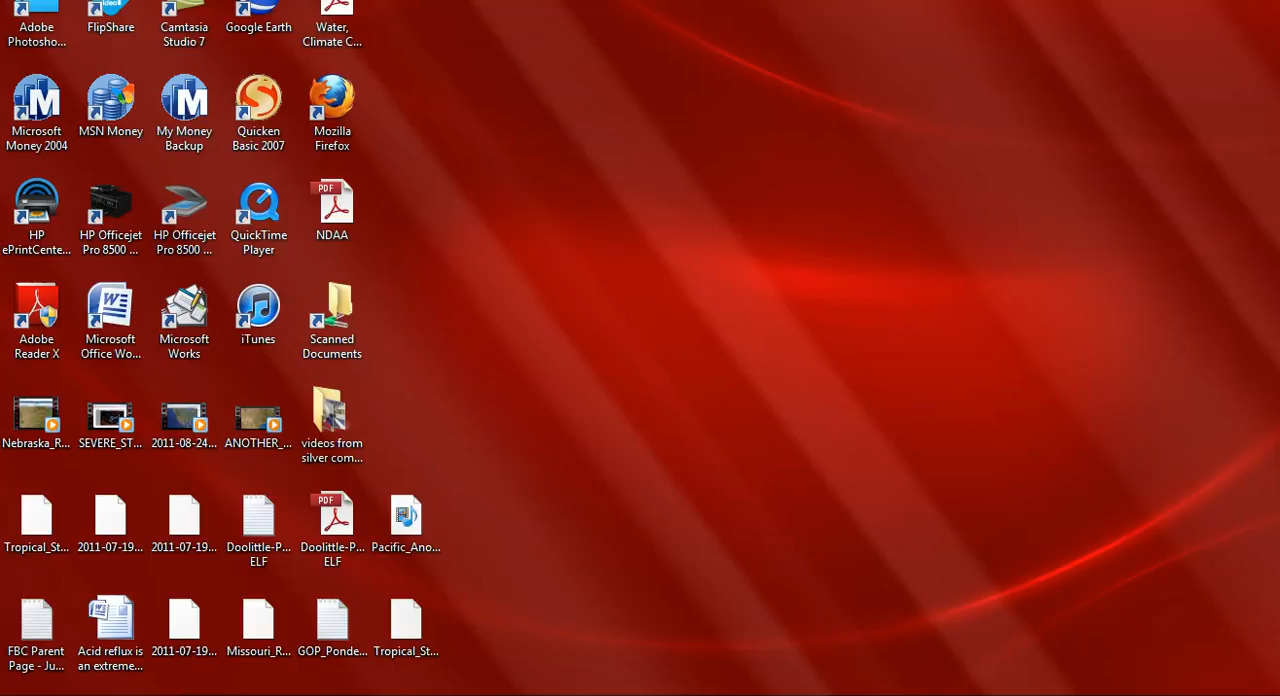 Adobe Photosho...
FlipShare
Camtasia Studio 7
Google Earth
Water, Climate C...
Microsoft Money 2004
MSN Money
My Money Backup
Quicken Basic 2007
Mozilla Firefox
HP ePrintCente...
HP Officejet Pro 8500 ...
HP Officejet Pro 8500 ...
QuickTime Player
PDF
NDAA
Adobe Reader X
Microsoft Office Wo...
Microsoft Works
iTunes
Scanned Documents
Nebraska_R...
SEVERE_ST...
2011-08-24...
ANOTHER_...
videos from silver com...
Tropical_St...
2011-07-19...
2011-07-19...
Doolittle-P... ELF
PDF
Doolittle-P... ELF
Pacific_Ano...
FBC Parent Page - Ju...
Acid reflux is an extreme...
2011-07-19...
Missouri_R...
GOP_Ponde...
Tropical_St...